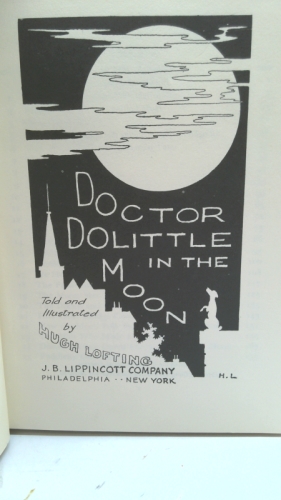 DOCTOR
DOLITTLE
IN THE
MOON
Told and
Illustrated
by
HUGH LOFTING
J. B. LIPPINCOTT COMPANY
PHILADELPHIA -- NEW YORK
H.L